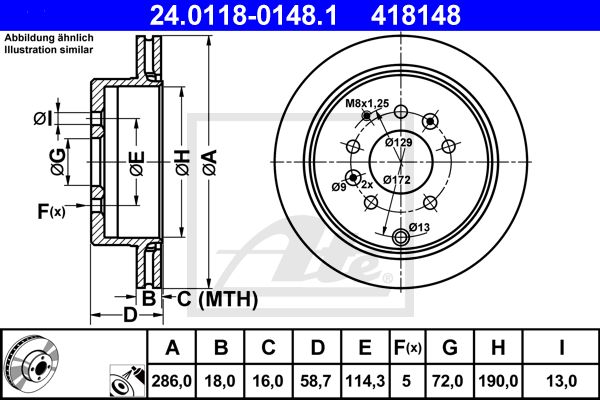 24.0118-0148.1 418148
Abbildung ähnlich
Illustration similar
ØI
ØG
ØE
ØH
ØA
F(x)
B
C (MTH)
D
M8x1,25
Ø129
Ø172
Ø9
2x
Ø13
Ate
A B C D E F(x) G H I
286,0 18,0 16,0 58,7 114,3 5 72,0 190,0 13,0